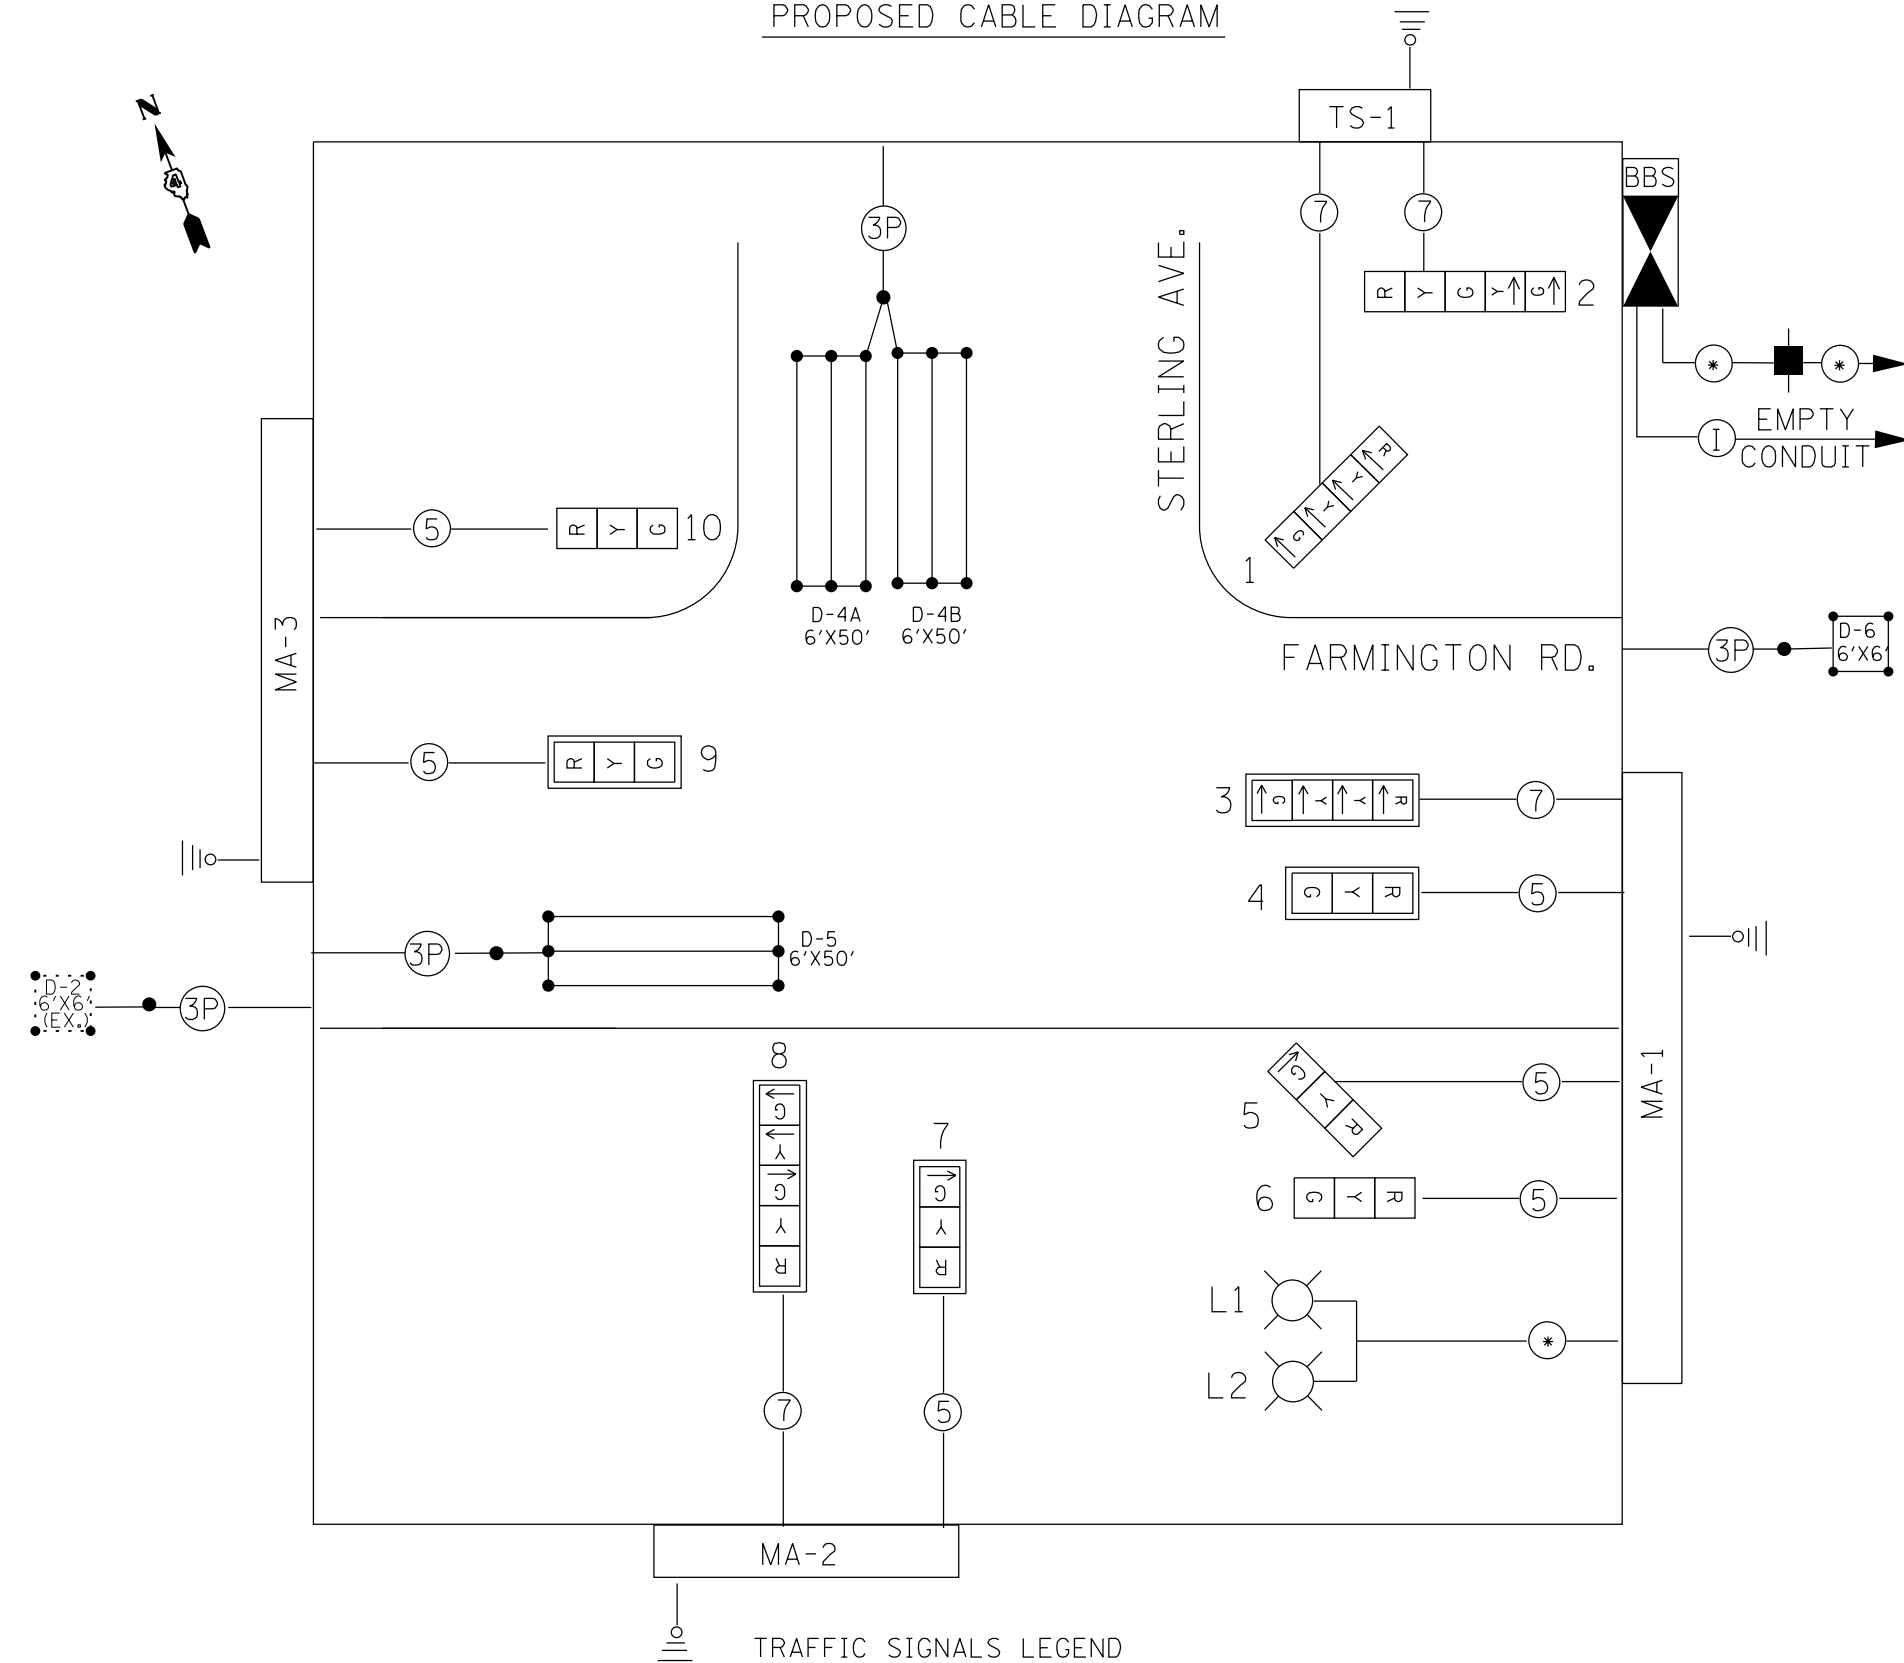 PROPOSED CABLE DIAGRAM
N
4
TS-1
BBS
7
7
3P
R Y G Y G 2
STERLING AVE.
*
*
EMPTY
I
CONDUIT
R Y Y G
1
5
R Y G 10
D-4A
6'X50'
D-4B
6'X50'
MA-3
FARMINGTON RD.
3P
D-6
6'X6'
5
R Y G 9
3 G Y Y R
7
4 G Y R
5
3P
D-5
6'X50'
D-2
6'X6'
(EX.)
3P
8
G
Y
G
Y
R
7
G
Y
R
5
G Y R
5
MA-1
6 G Y R
5
L1
L2
*
7
5
MA-2
TRAFFIC SIGNALS LEGEND